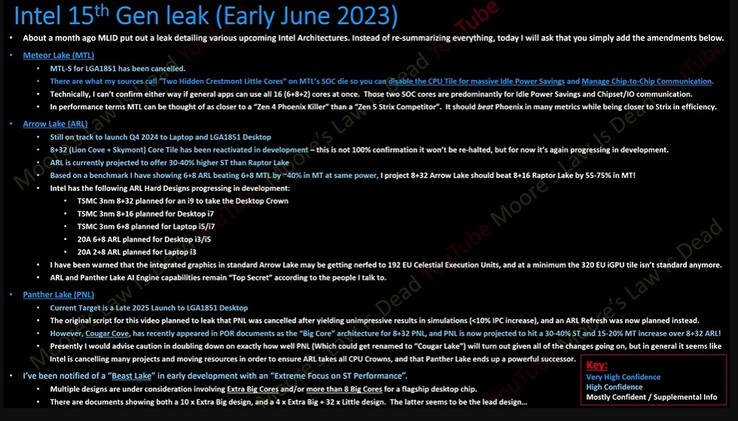 Intel 15th Gen leak (Early June 2023)
• About a month ago MLID put out a leak detailing various upcoming Intel Architectures. Instead of re-summarizing everything, today I will ask that you simply add the amendments below.
Meteor Lake (MTL)
• MTL-S for LGA1851 has been cancelled.
• There are what my sources call "Two Hidden Crestmont Little Cores" on MTL's SOC die so you can disable the CPU Tile for massive Idle Power Savings and Manage Chip-to-Chip Communication.
• Technically, I can't confirm either way if general apps can use all 16 (6+8+2) cores at once. Those two SOC cores are predominantly for Idle Power Savings and Chipset/IO communication.
• In performance terms MTL can be thought of as closer to a "Zen 4 Phoenix Killer" than a "Zen 5 Strix Competitor". It should beat Phoenix in many metrics while being closer to Strix in efficiency.
Arrow Lake (ARL)
• Still on track to launch Q4 2024 to Laptop and LGA1851 Desktop
• 8+32 (Lion Cove + Skymont) Core Tile has been reactivated in development – this is not 100% confirmation it won't be re-halted, but for now it's again progressing in development.
• ARL is currently projected to offer 30-40% higher ST than Raptor Lake
• Based on a benchmark I have showing 6+8 ARL beating 6+8 MTL by ~40% in MT at same power, I project 8+32 Arrow Lake should beat 8+16 Raptor Lake by 55-75% in MT!
• Intel has the following ARL Hard Designs progressing in development:
• TSMC 3nm 8+32 planned for an i9 to take the Desktop Crown
• TSMC 3nm 8+16 planned for Desktop i7
• TSMC 3nm 6+8 planned for Laptop i5/i7
• 20A 6+8 ARL planned for Desktop i3/i5
• 20A 2+8 ARL planned for Laptop i3
• I have been warned that the integrated graphics in standard Arrow Lake may be getting nerfed to 192 EU Celestial Execution Units, and at a minimum the 320 EU iGPU tile isn't standard anymore.
• ARL and Panther Lake AI Engine capabilities remain "Top Secret" according to the people I talk to.
Panther Lake (PNL)
• Current Target is a Late 2025 Launch to LGA1851 Desktop
• The original script for this video planned to leak that PNL was cancelled after yielding unimpressive results in simulations (<10% IPC increase), and an ARL Refresh was now planned instead.
• However, Cougar Cove, has recently appeared in POR documents as the "Big Core" architecture for 8+32 PNL, and PNL is now projected to hit a 30-40% ST and 15-20% MT increase over 8+32 ARL!
• Presently I would advise caution in doubling down on exactly how well PNL (Which could get renamed to "Cougar Lake") will turn out given all of the changes going on, but in general it seems like
Intel is cancelling many projects and moving resources in order to ensure ARL takes all CPU Crowns, and that Panther Lake ends up a powerful successor.
• I've been notified of a "Beast Lake" in early development with an "Extreme Focus on ST Performance".
• Multiple designs are under consideration involving Extra Big Cores and/or more than 8 Big Cores for a flagship desktop chip.
• There are documents showing both a 10 x Extra Big design, and a 4 x Extra Big + 32 x Little design. The latter seems to be the lead design...
Key:
Very High Confidence
High Confidence
Mostly Confident / Supplemental Info
Moore's Law Is Dead YouTube
Moore's Law Is Dead YouTube
Moore's Law Is Dead